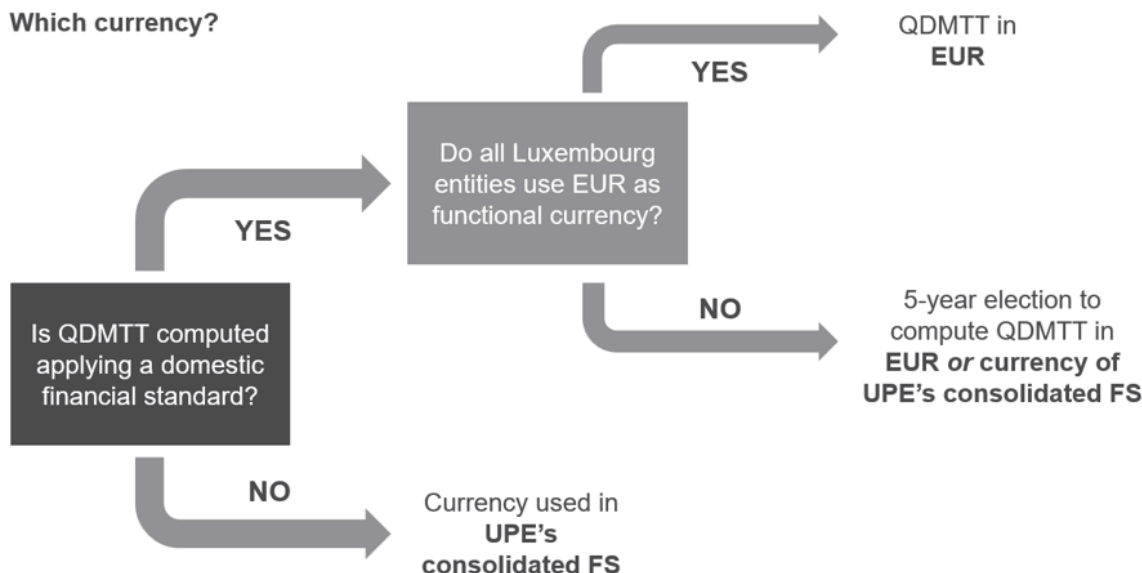 Which currency?
QDMTT in
EUR
YES
Do all Luxembourg
entities use EUR as
functional currency?
YES
NO
5-year election to
compute QDMTT in
EUR or currency of
UPE's consolidated FS
Is QDMTT computed
applying a domestic
financial standard?
NO
Currency used in
UPE's
consolidated FS